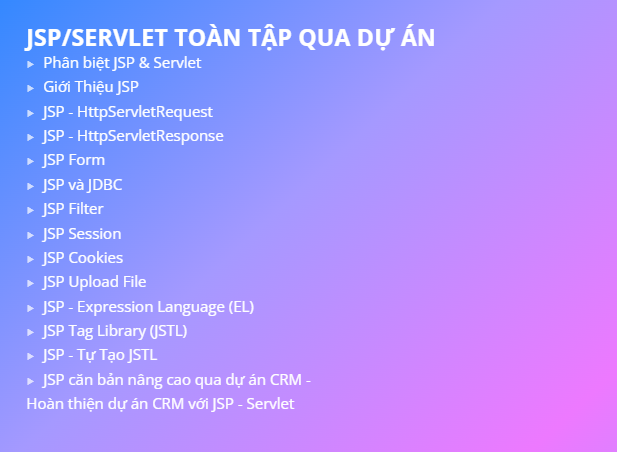 JSP/SERVLET TOÀN TẬP QUA DỰ ÁN
Phân biệt JSP & Servlet
Giới Thiệu JSP
JSP - HttpServletRequest
JSP - HttpServletResponse
JSP Form
JSP và JDBC
JSP Filter
JSP Session
JSP Cookies
JSP Upload File
JSP - Expression Language (EL)
JSP Tag Library (JSTL)
JSP - Tự Tạo JSTL
JSP căn bản nâng cao qua dự án CRM -
Hoàn thiện dự án CRM với JSP - Servlet